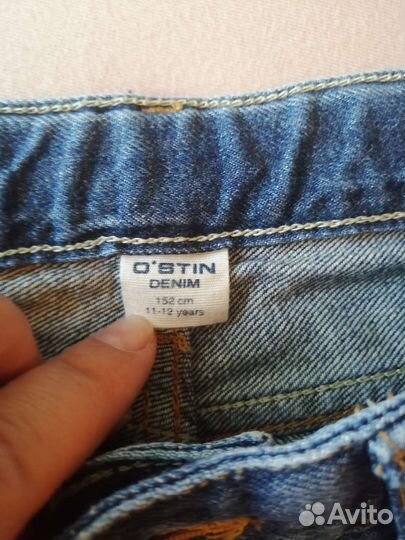 O'STIN
DENIM
152 cm
11-12 years
Avito